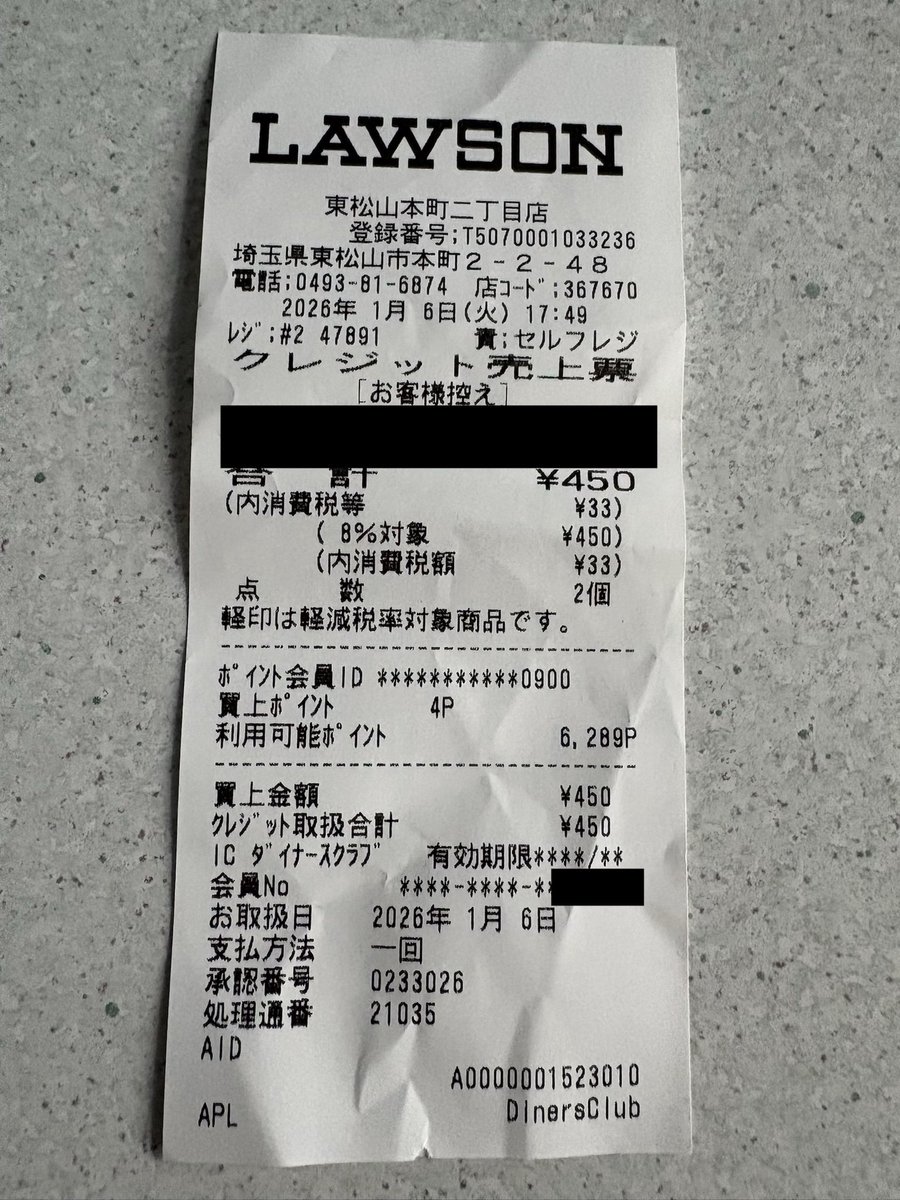 LAWSON
東松山本町二丁目店
登録番号;T5070001033236
埼玉県東松山市本町2-2-48
電話;0493-81-6874 店コード;367670
2026年 1月 6日(火) 17:49
レジ;#2 47891 責;セルフレジ
クレジット売上票
[お客様控え]
合 計 ¥450
(内消費税等 ¥33)
( 8%対象 ¥450)
(内消費税額 ¥33)
点 数 2個
軽印は軽減税率対象商品です。
ポイント会員ID ***********0900
買上ポイント 4P
利用可能ポイント 6,289P
買上金額 ¥450
クレジット取扱合計 ¥450
IC ダイナースクラブ 有効期限****/**
会員No ****-****-**
お取扱日 2026年 1月 6日
支払方法 一回
承認番号 0233026
処理通番 21035
AID
A0000001523010
APL DinersClub